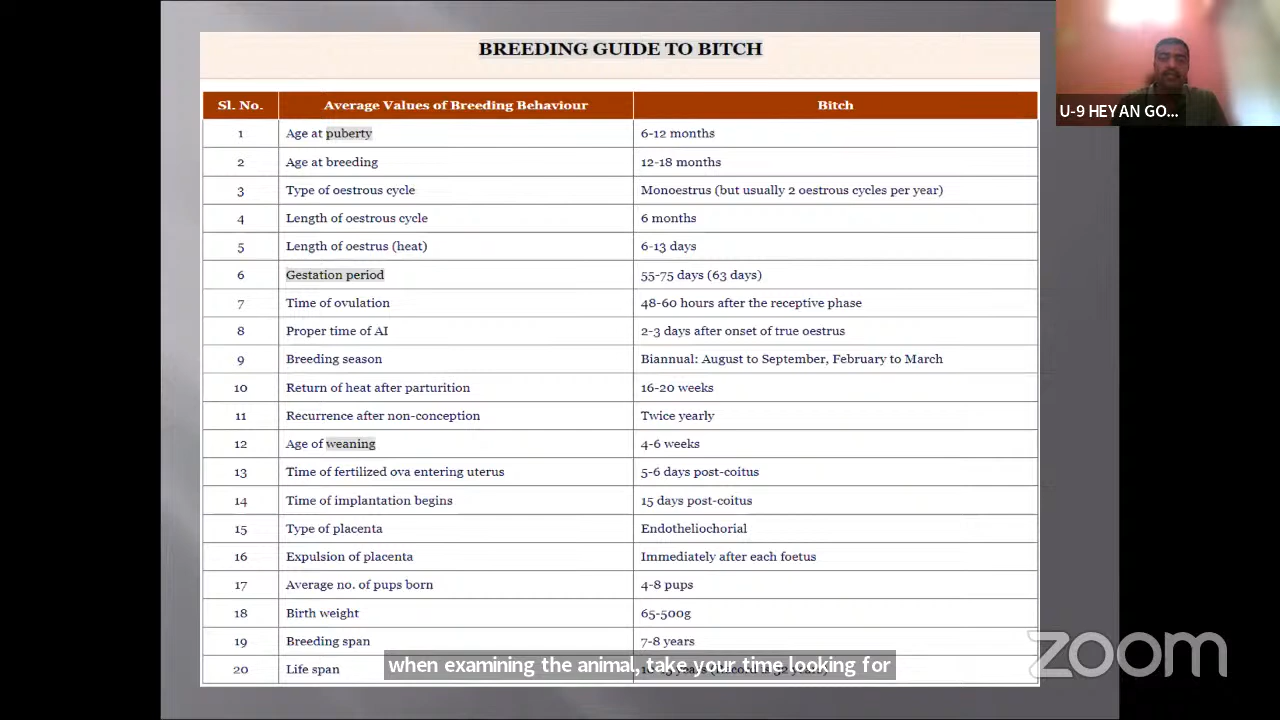 BREEDING GUIDE TO BITCH
Sl. No. Average Values of Breeding Behaviour Bitch
1 Age at puberty 6-12 months
2 Age at breeding 12-18 months
3 Type of oestrous cycle Monoestrus (but usually 2 oestrous cycles per year)
4 Length of oestrous cycle 6 months
5 Length of oestrus (heat) 6-13 days
6 Gestation period 55-75 days (63 days)
7 Time of ovulation 48-60 hours after the receptive phase
8 Proper time of AI 2-3 days after onset of true oestrus
9 Breeding season Biannual: August to September, February to March
10 Return of heat after parturition 16-20 weeks
11 Recurrence after non-conception Twice yearly
12 Age of weaning 4-6 weeks
13 Time of fertilized ova entering uterus 5-6 days post-coitus
14 Time of implantation begins 15 days post-coitus
15 Type of placenta Endotheliochorial
16 Expulsion of placenta Immediately after each foetus
17 Average no. of pups born 4-8 pups
18 Birth weight 65-500g
19 Breeding span 7-8 years
20 Life span
when examining the animal, take your time looking for
U-9 HEYAN GO...
zoom